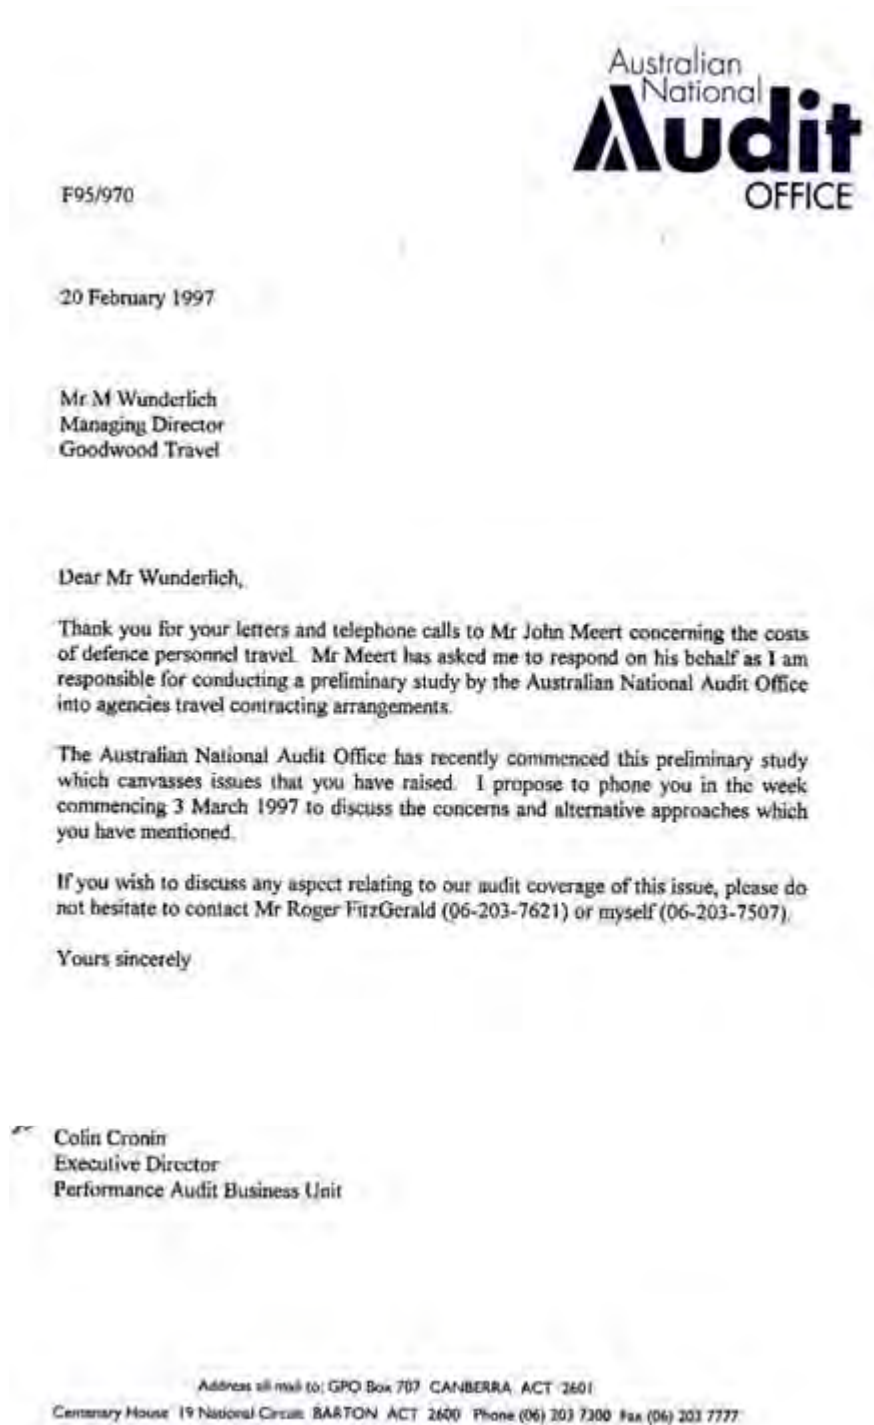 Australian
National
Audit
OFFICE
F95/970
20 February 1997
Mr M Wunderlich
Managing Director
Goodwood Travel
Dear Mr Wunderlich,
Thank you for your letters and telephone calls to Mr John Meert concerning the costs
of defence personnel travel. Mr Meert has asked me to respond on his behalf as I am
responsible for conducting a preliminary study by the Australian National Audit Office
into agencies travel contracting arrangements.
The Australian National Audit Office has recently commenced this preliminary study
which canvasses issues that you have raised. I propose to phone you in the week
commencing 3 March 1997 to discuss the concerns and alternative approaches which
you have mentioned.
If you wish to discuss any aspect relating to our audit coverage of this issue, please do
not hesitate to contact Mr Roger FitzGerald (06-203-7621) or myself (06-203-7507).
Yours sincerely
Colin Cronin
Executive Director
Performance Audit Business Unit
Address all mail to: GPO Box 707 CANBERRA ACT 2601
Centenary House 19 National Circuit BARTON ACT 2600 Phone (06) 203 7300 Fax (06) 203 7777